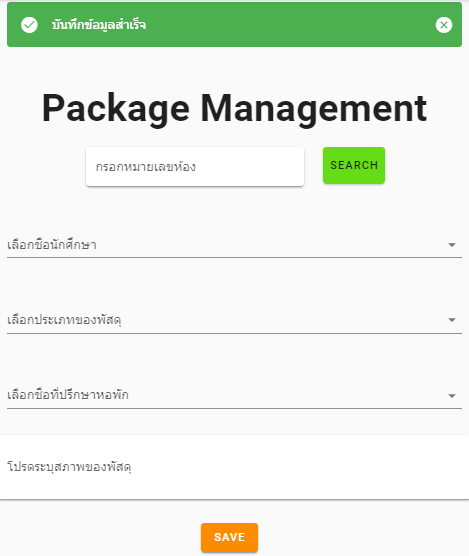 บันทึกข้อมูลสำเร็จ
Package Management
กรอกหมายเลขห้อง
SEARCH
เลือกชื่อนักศึกษา
เลือกประเภทของพัสดุ
เลือกชื่อที่ปรึกษาหอพัก
โปรดระบุสภาพของพัสดุ
SAVE